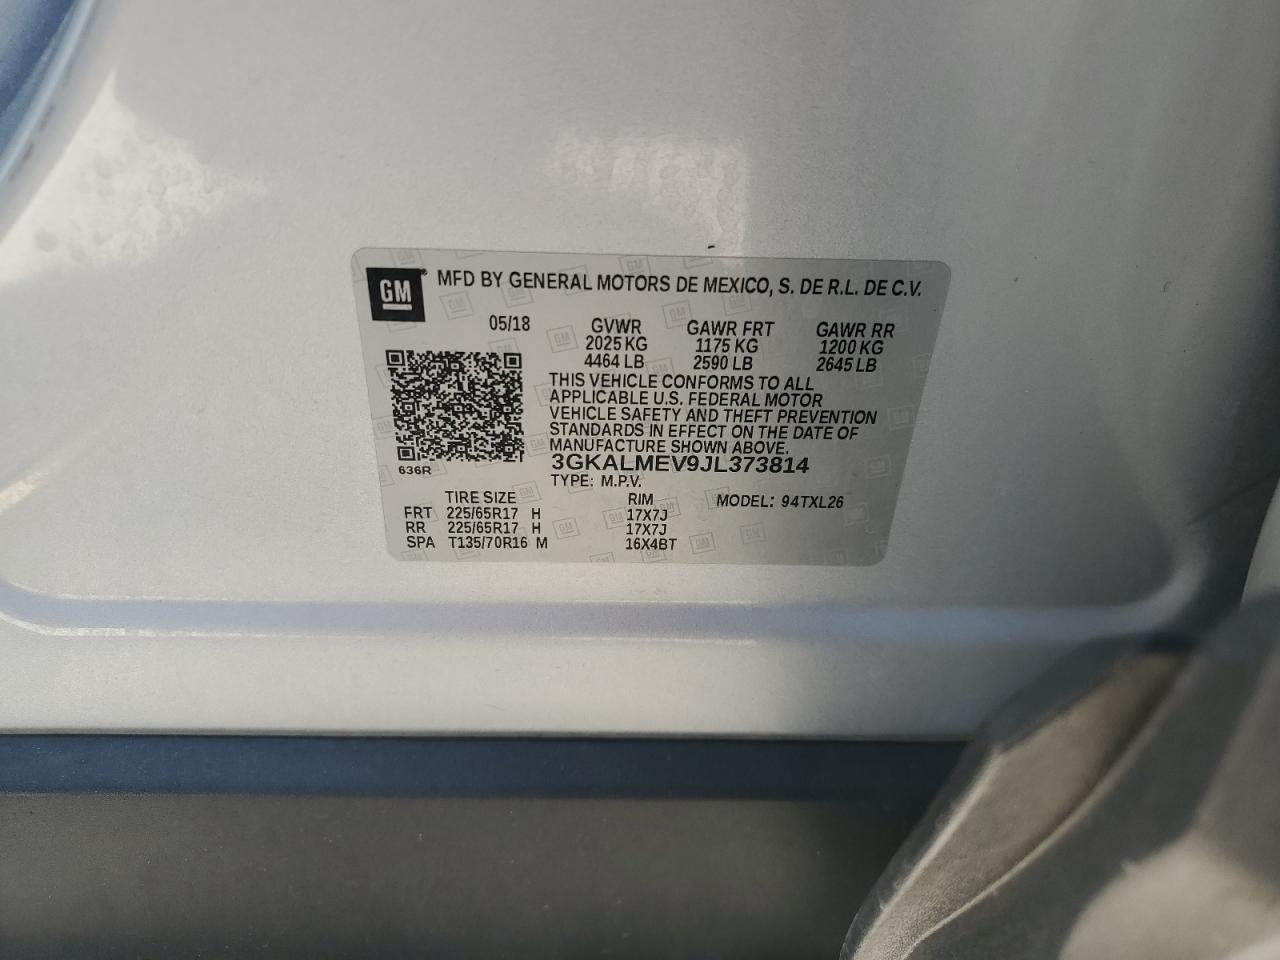 GM® MFD BY GENERAL MOTORS DE MEXICO, S. DE R.L. DE C.V.
05/18 GVWR GAWR FRT GAWR RR
2025 KG 1175 KG 1200 KG
4464 LB 2590 LB 2645 LB
THIS VEHICLE CONFORMS TO ALL
APPLICABLE U.S. FEDERAL MOTOR
VEHICLE SAFETY AND THEFT PREVENTION
STANDARDS IN EFFECT ON THE DATE OF
MANUFACTURE SHOWN ABOVE.
3GKALMEV9JL373814
636R
TYPE: M.P.V.
TIRE SIZE RIM MODEL: 94TXL26
FRT 225/65R17 H 17X7J
RR 225/65R17 H 17X7J
SPA T135/70R16 M 16X4BT